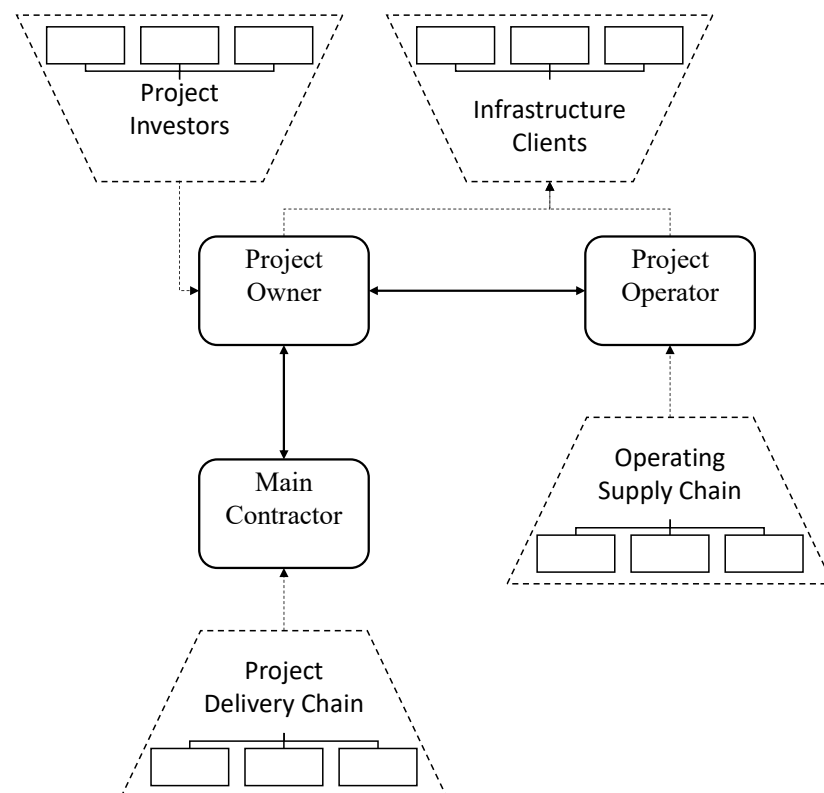 Project
Investors
Infrastructure
Clients
Project
Owner
Project
Operator
Main
Contractor
Operating
Supply Chain
Project
Delivery Chain